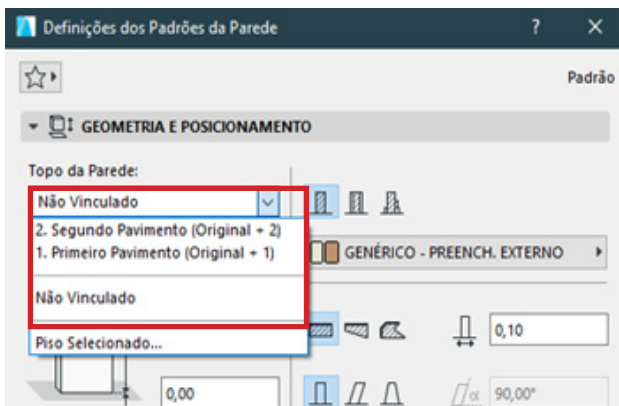 Definições dos Padrões da Parede ? ×
Padrão
GEOMETRIA E POSICIONAMENTO
Topo da Parede:
Não Vinculado
2. Segundo Pavimento (Original + 2)
1. Primeiro Pavimento (Original + 1)
GENÉRICO - PREENCH. EXTERNO
Não Vinculado
Piso Selecionado...
0,10
0,00
α 90,00°